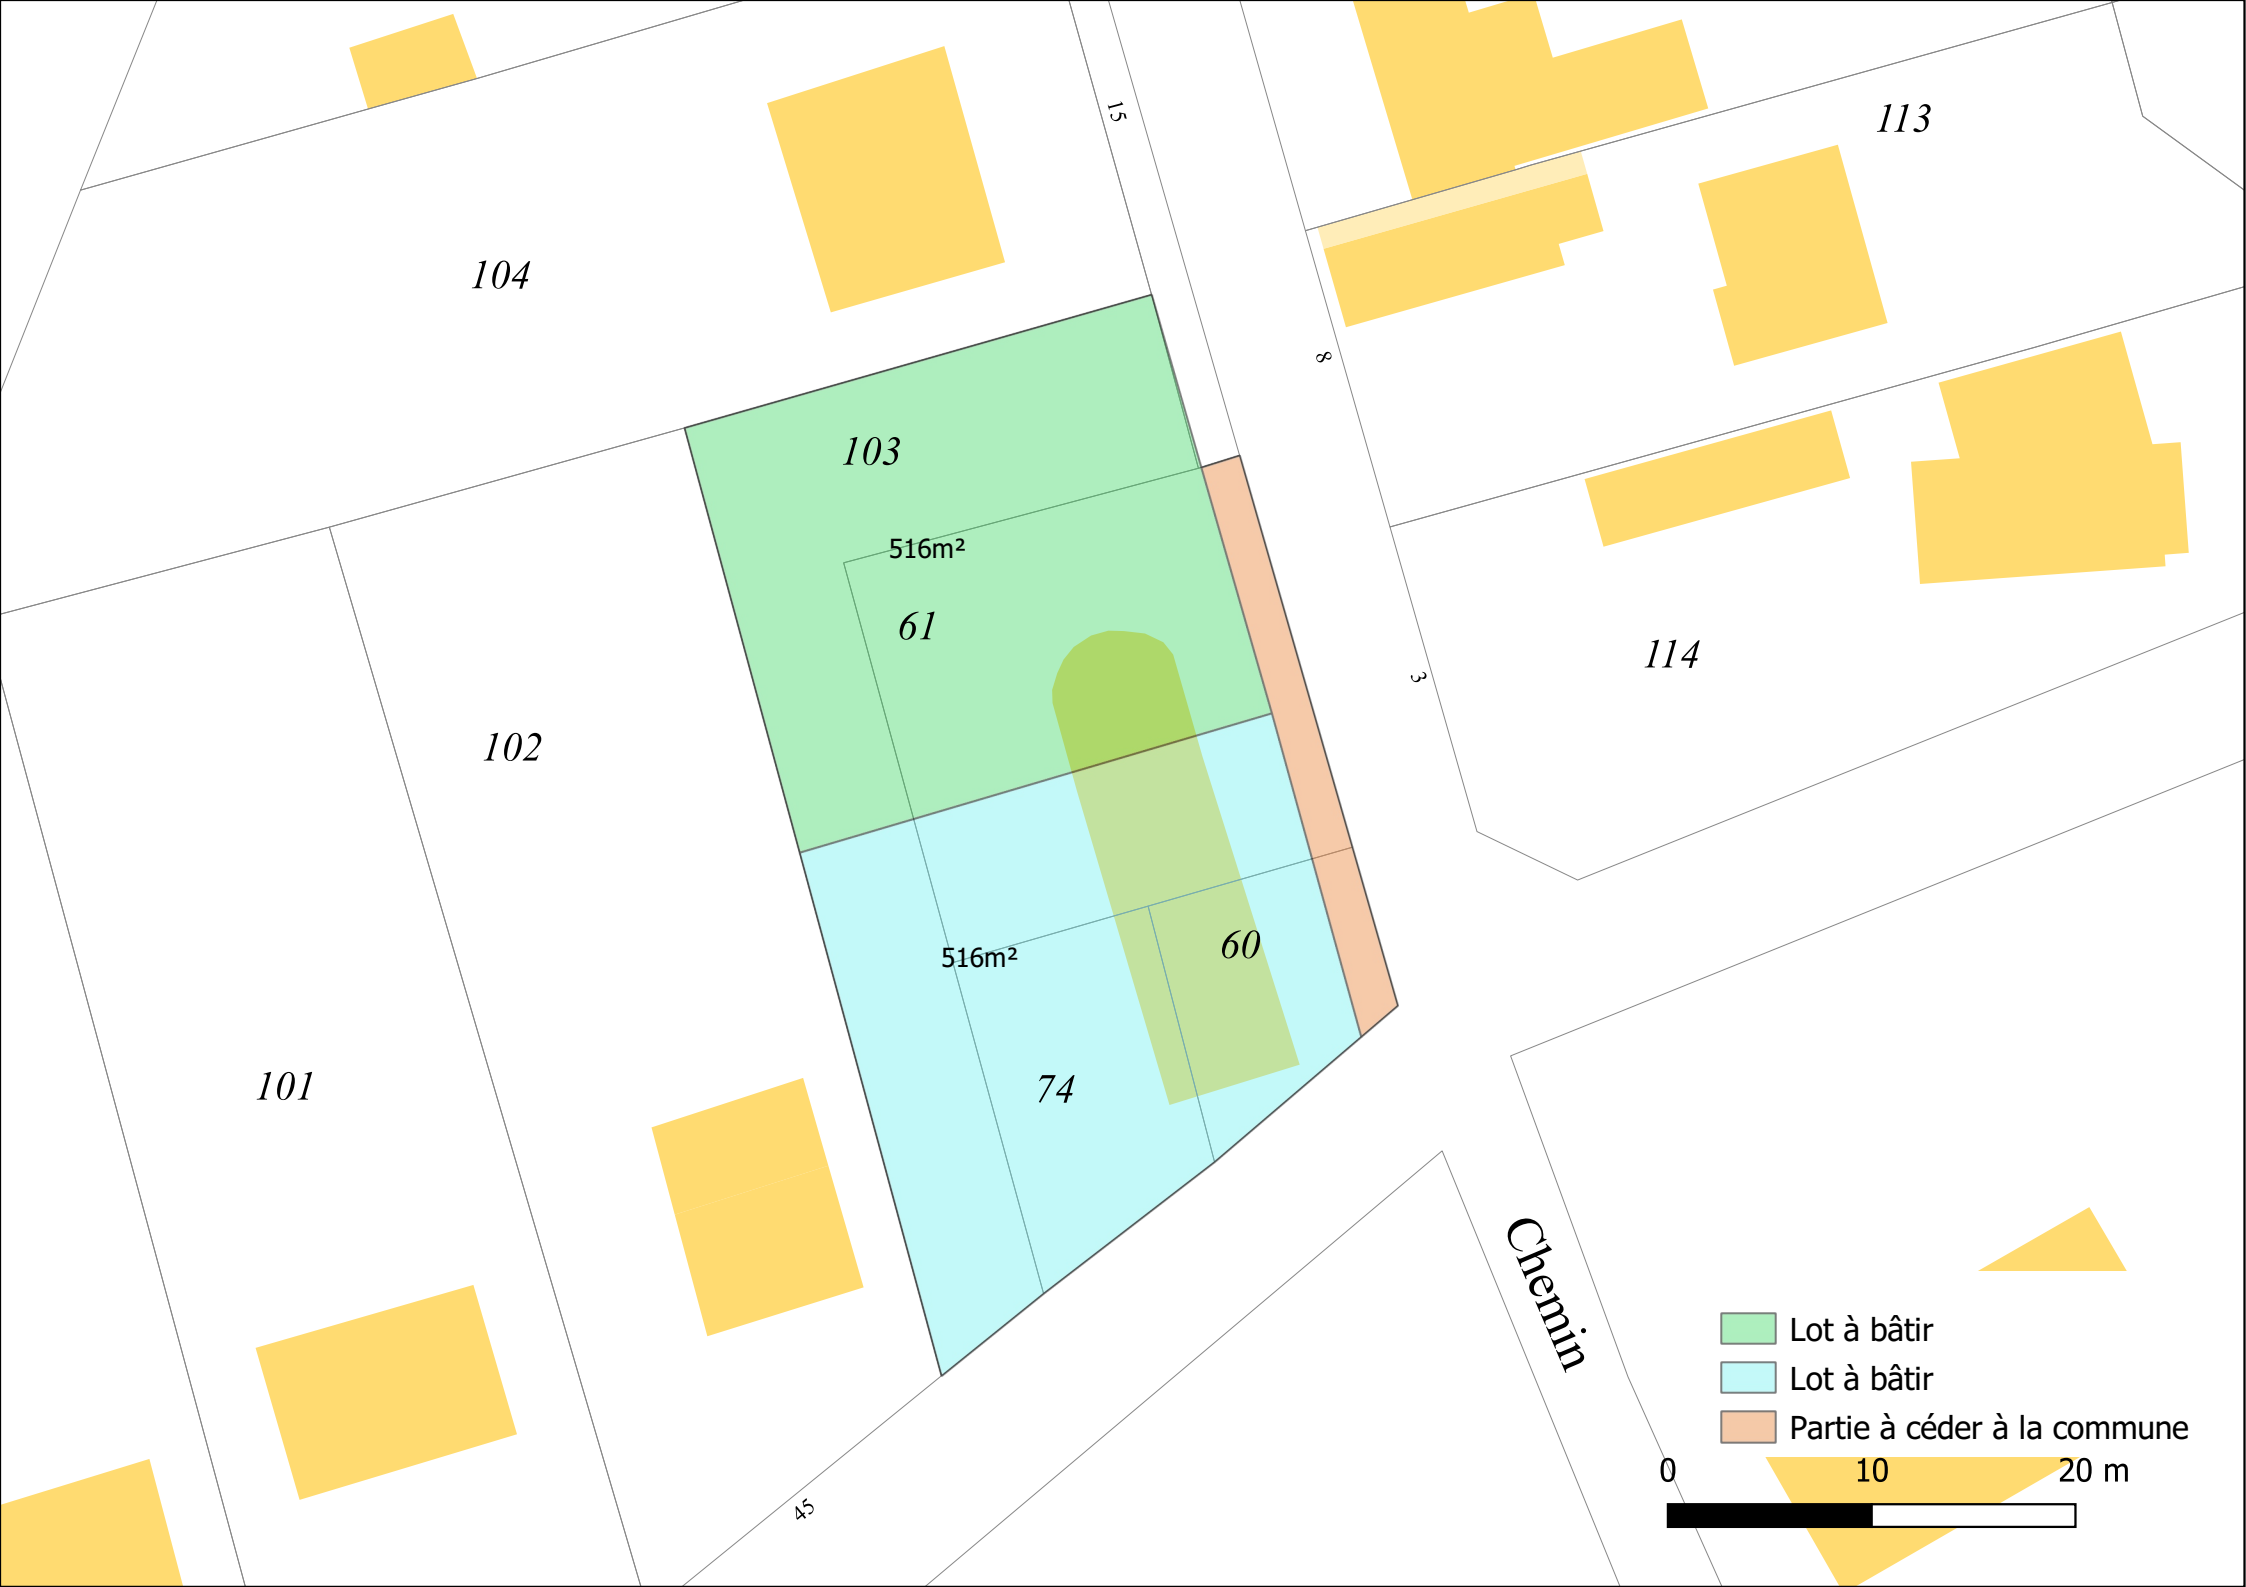 15
113
104
8
103
516m²
61
3
114
102
60
516m²
101
74
Chemin
45
Lot à bâtir
Lot à bâtir
Partie à céder à la commune
0 10 20 m